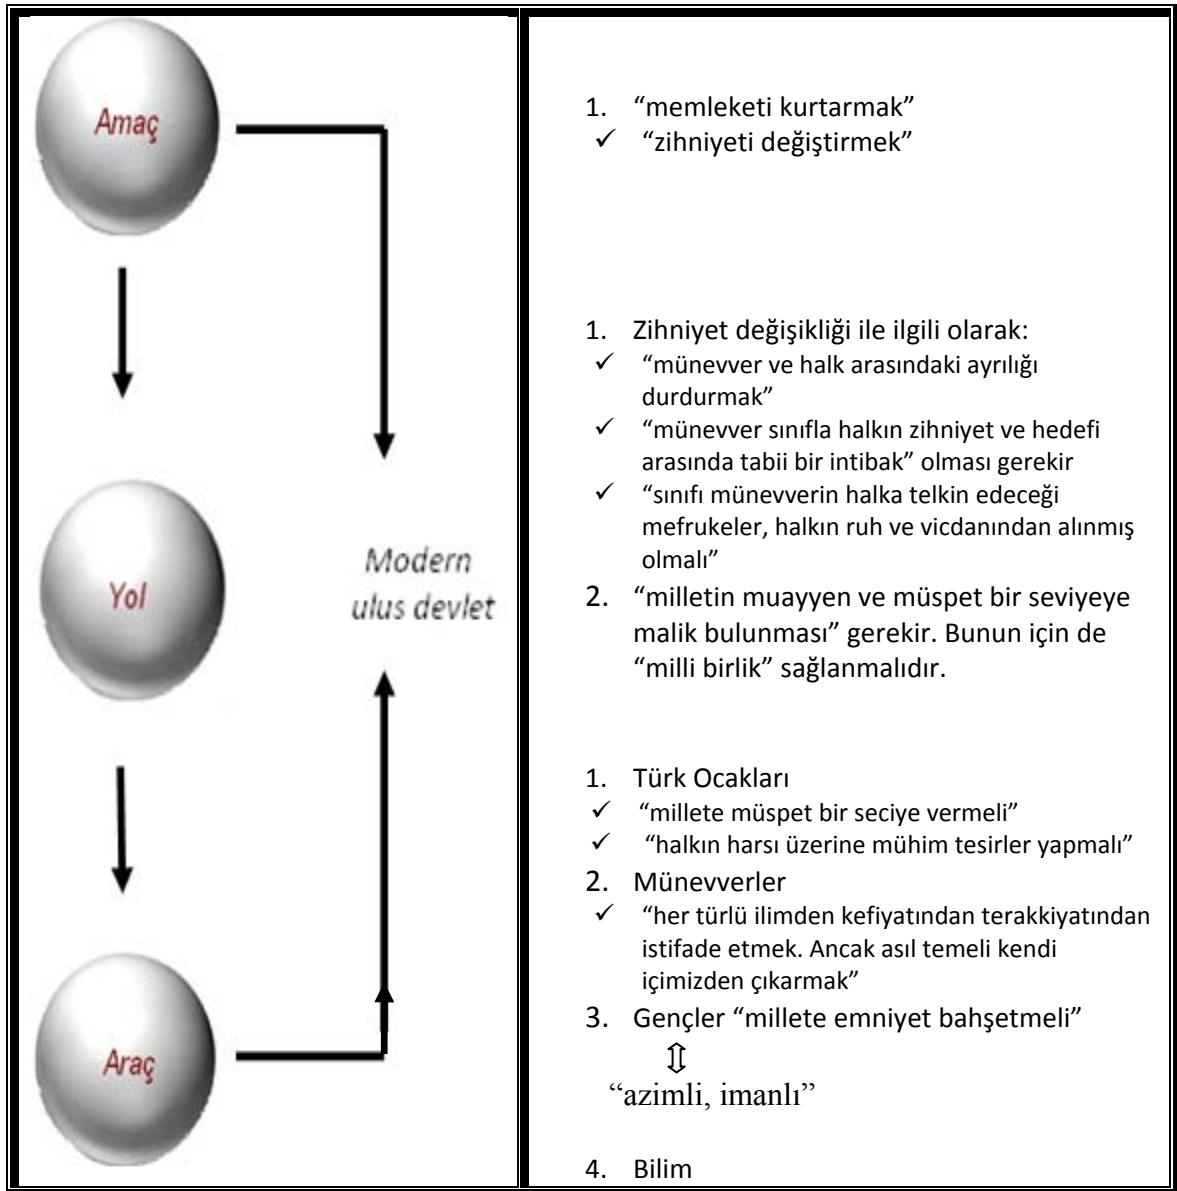 Amaç
Yol
Modern
ulus devlet
Araç
1. “memleketi kurtarmak”
✓ “zihniyeti değiştirmek”
1. Zihniyet değişikliği ile ilgili olarak:
✓ “münevver ve halk arasındaki ayrılığı
durdurmak”
✓ “münevver sınıfla halkın zihniyet ve hedefi
arasında tabii bir intibak” olması gerekir
✓ “sınıfı münevverin halka telkin edeceği
mefrukeler, halkın ruh ve vicdanından alınmış
olmalı”
2. “milletin muayyen ve müspet bir seviyeye
malik bulunması” gerekir. Bunun için de
“milli birlik” sağlanmalıdır.
1. Türk Ocakları
✓ “millete müspet bir seciye vermeli”
✓ “halkın harsı üzerine mühim tesirler yapmalı”
2. Münevverler
✓ “her türlü ilimden kefiyatından terakkiyatından
istifade etmek. Ancak asıl temeli kendi
içimizden çıkarmak”
3. Gençler “millete emniyet bahşetmeli”
⇕
“azimli, imanlı”
4. Bilim